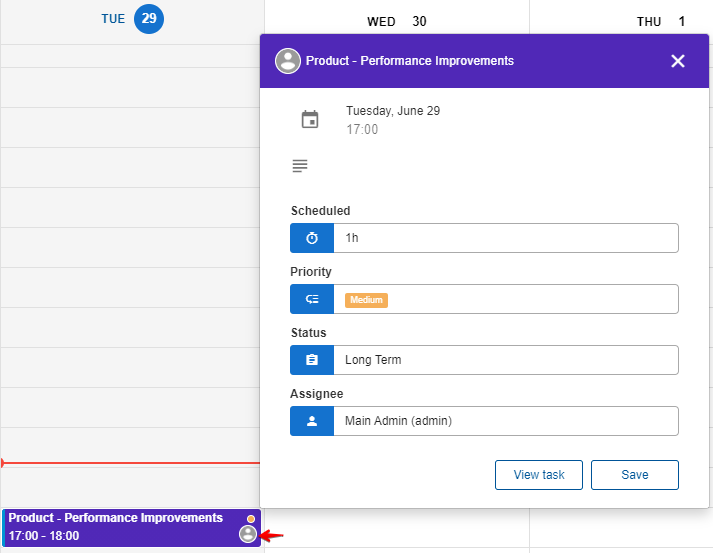 TUE 29
WED 30
THU 1
Product - Performance Improvements
Tuesday, June 29
17:00
Scheduled
1h
Priority
Medium
Status
Long Term
Assignee
Main Admin (admin)
View task
Save
Product - Performance Improvements
17:00 - 18:00